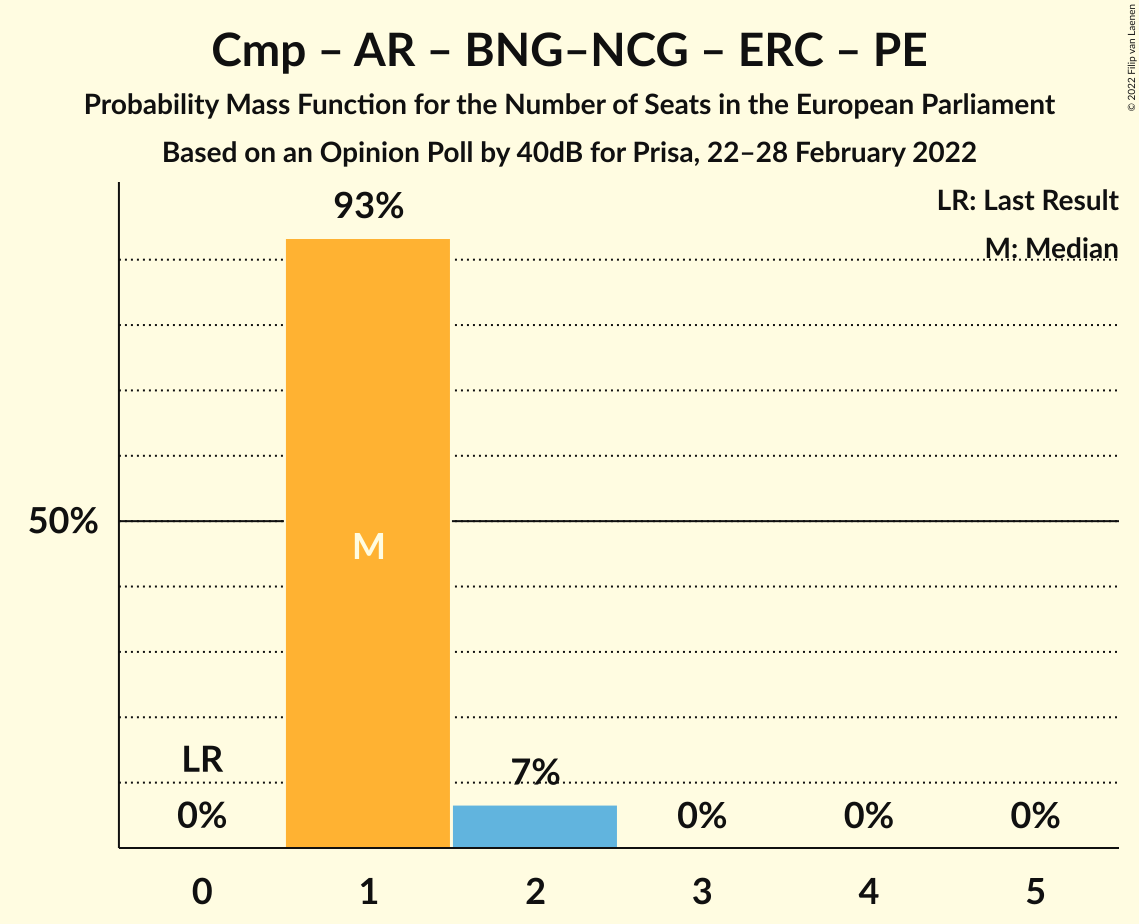 Cmp – AR – BNG–NCG – ERC – PE
Probability Mass Function for the Number of Seats in the European Parliament
Based on an Opinion Poll by 40dB for Prisa, 22–28 February 2022
© 2022 Filip van Laenen
LR: Last Result
M: Median
93%
50%
M
LR
7%
0%
0%
0%
0%
0 1 2 3 4 5